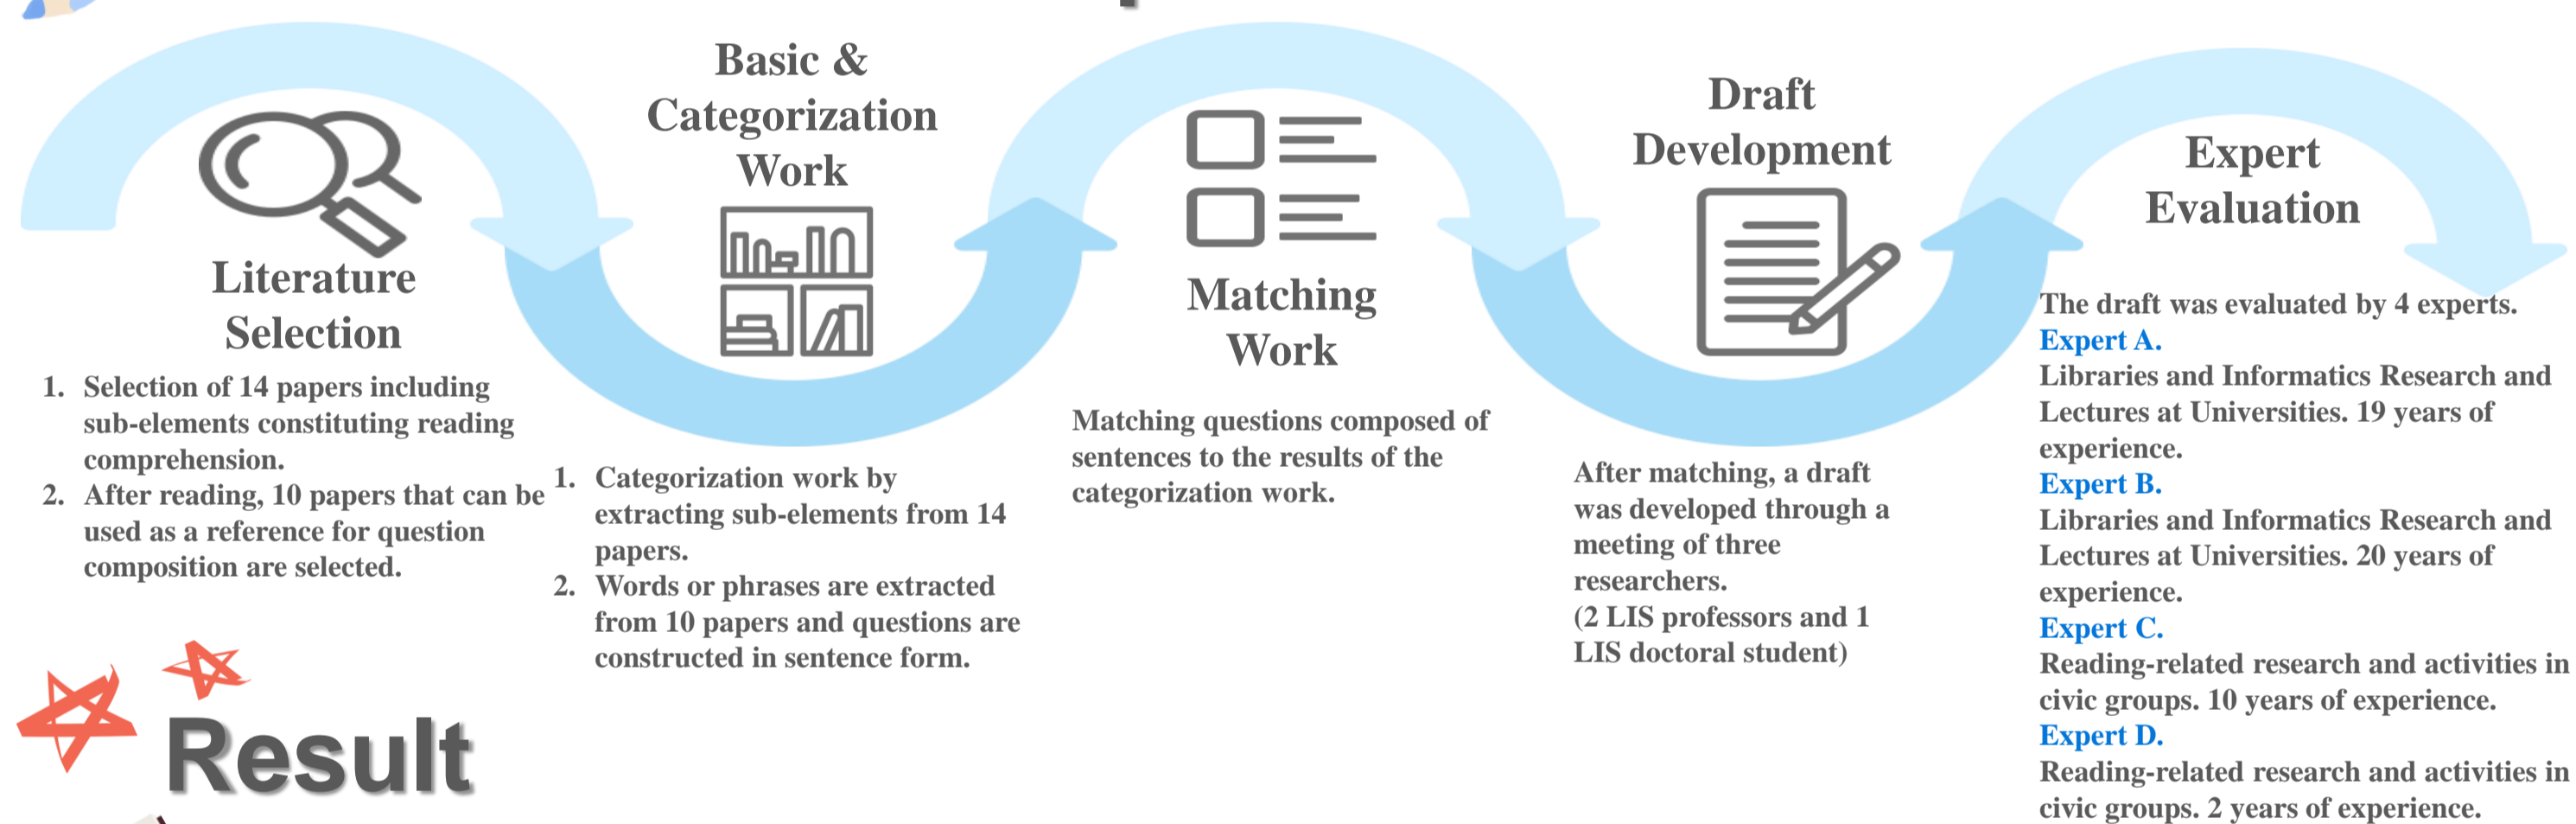 Literature
Selection
1. Selection of 14 papers including
sub-elements constituting reading
comprehension.
2. After reading, 10 papers that can be
used as a reference for question
composition are selected.
Basic &
Categorization
Work
1. Categorization work by
extracting sub-elements from 14
papers.
2. Words or phrases are extracted
from 10 papers and questions are
constructed in sentence form.
Matching
Work
Matching questions composed of
sentences to the results of the
categorization work.
Draft
Development
After matching, a draft
was developed through a
meeting of three
researchers.
(2 LIS professors and 1
LIS doctoral student)
Expert
Evaluation
The draft was evaluated by 4 experts.
Expert A.
Libraries and Informatics Research and
Lectures at Universities. 19 years of
experience.
Expert B.
Libraries and Informatics Research and
Lectures at Universities. 20 years of
experience.
Expert C.
Reading-related research and activities in
civic groups. 10 years of experience.
Expert D.
Reading-related research and activities in
civic groups. 2 years of experience.
Result